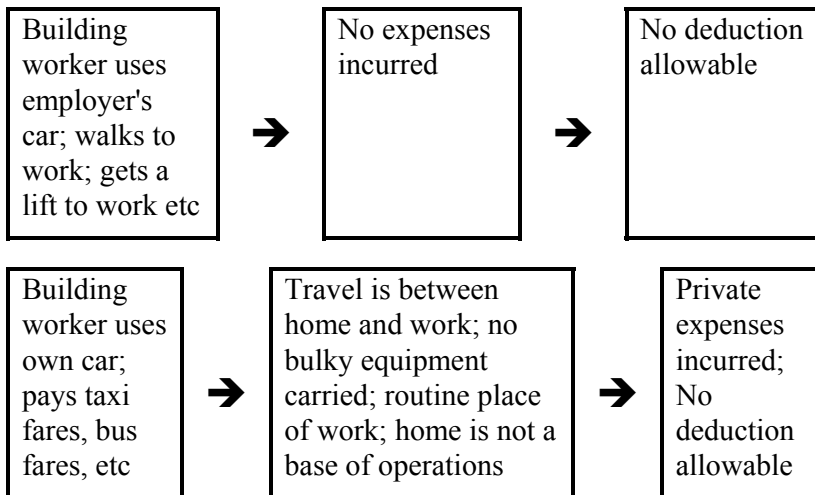 Building
worker uses
employer's
car; walks to
work; gets a
lift to work etc
No expenses
incurred
No deduction
allowable
Building
worker uses
own car;
pays taxi
fares, bus
fares, etc
Travel is between
home and work; no
bulky equipment
carried; routine place
of work; home is not a
base of operations
Private
expenses
incurred;
No
deduction
allowable